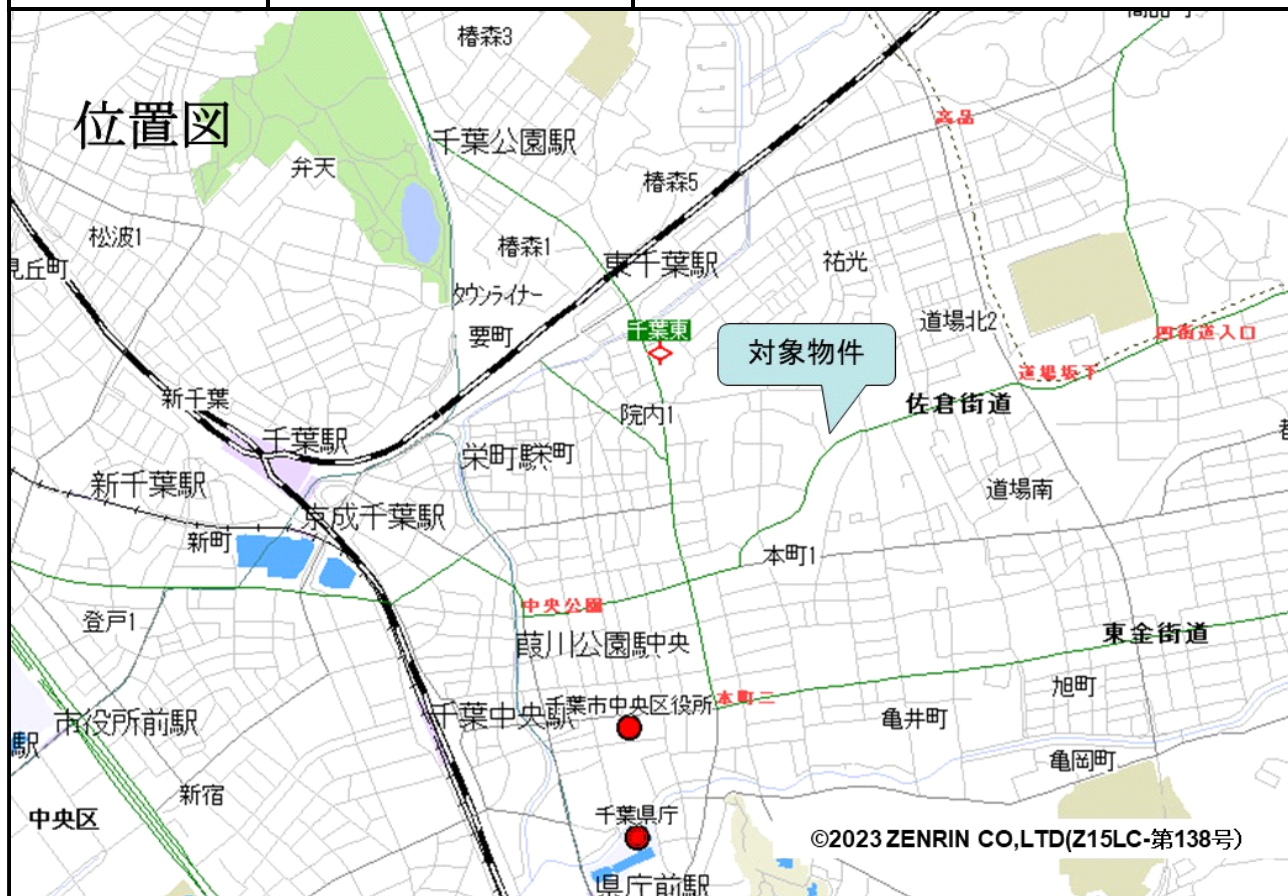 椿森3
位置図
千葉公園駅
高品
弁天
椿森5
松波1
椿森1
東千葉駅
祐光
見丘町
タウンライナー
要町
千葉東
道場北2
四街道入口
対象物件
道場坂下
新千葉
佐倉街道
院内1
千葉駅
栄町駅
栄町
新千葉駅
道場南
京成千葉駅
新町
本町1
中央公園
登戸1
葭川公園駅
中央
東金街道
旭町
本町二
千葉市中央区役所
千葉中央駅
市役所前駅
亀井町
駅
亀岡町
新宿
千葉県庁
中央区
©2023 ZENRIN CO,LTD(Z15LC-第138号)
県庁前駅